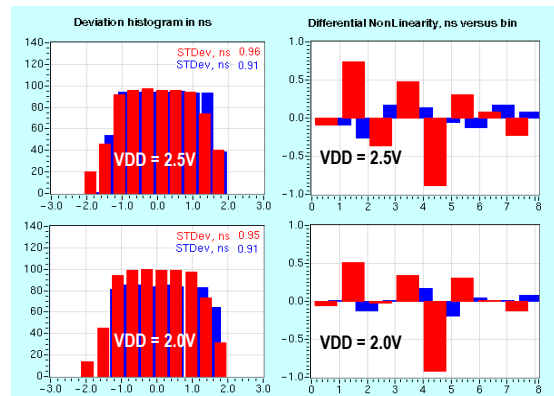 Deviation histogram in ns
Differential NonLinearity, ns versus bin
140
120
100
80
60
40
20
0
STDev, ns 0.96
STDev, ns 0.91
VDD = 2.5V
-3.0 -2.0 -1.0 0.0 1.0 2.0 3.0
1.0
0.5
0.0
-0.5
-1.0
VDD = 2.5V
0 1 2 3 4 5 6 7 8
140
120
100
80
60
40
20
0
STDev, ns 0.95
STDev, ns 0.91
VDD = 2.0V
-3.0 -2.0 -1.0 0.0 1.0 2.0 3.0
1.0
0.5
0.0
-0.5
-1.0
VDD = 2.0V
0 1 2 3 4 5 6 7 8